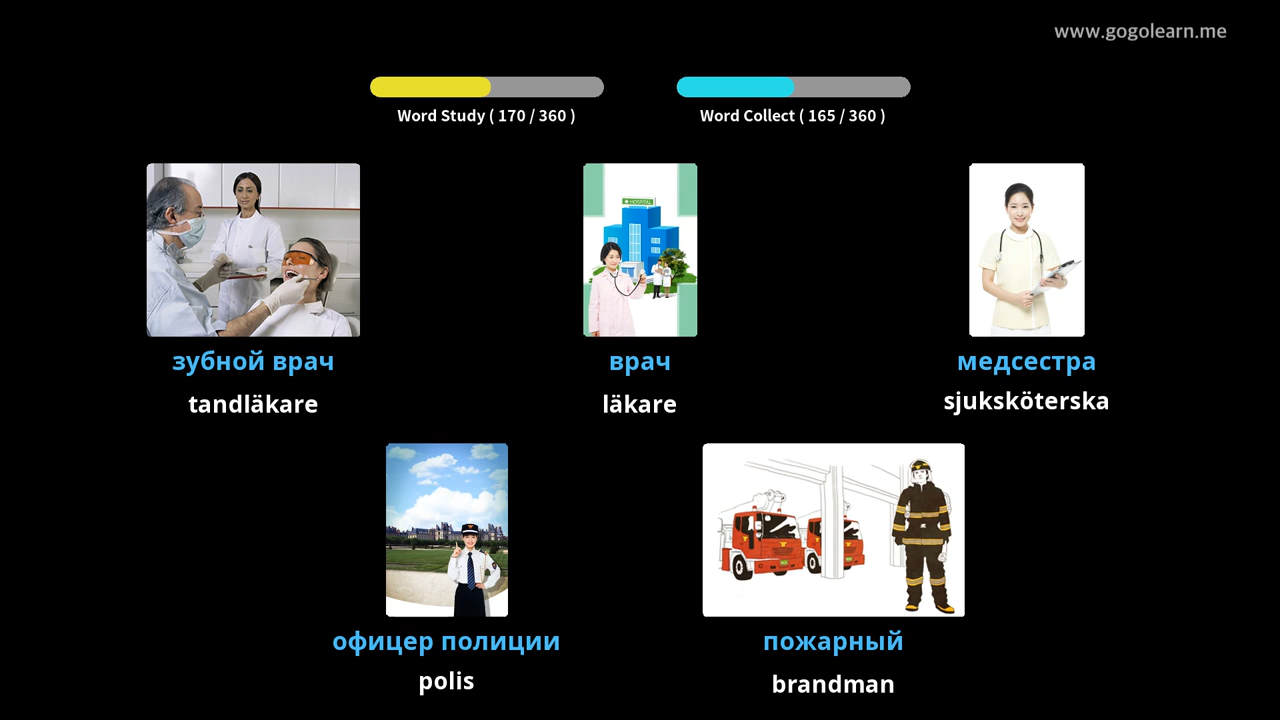 www.gogolearn.me
Word Study ( 170 / 360 )
Word Collect ( 165 / 360 )
HOSPITAL
зубной врач
врач
медсестра
tandläkare
läkare
sjuksköterska
офицер полиции
пожарный
polis
brandman